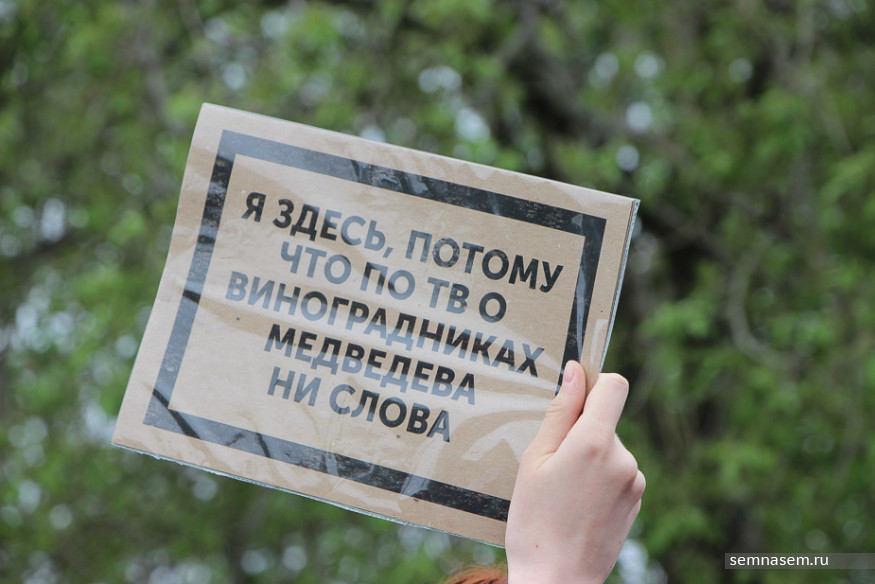 Я ЗДЕСЬ, ПОТОМУ
ЧТО ПО ТВ О
ВИНОГРАДНИКАХ
МЕДВЕДЕВА
НИ СЛОВА
semnasem.ru